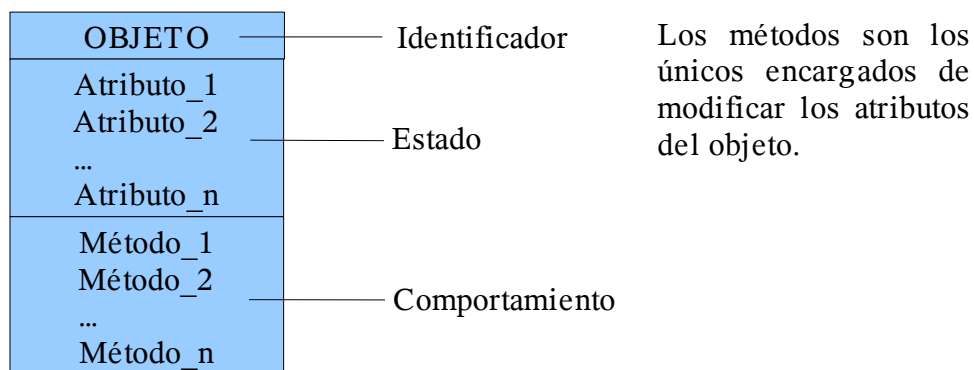 OBJETO
Identificador
Atributo_1
Atributo_2
...
Atributo_n
Estado
Método_1
Método_2
...
Método_n
Comportamiento
Los métodos son los
únicos encargados de
modificar los atributos
del objeto.